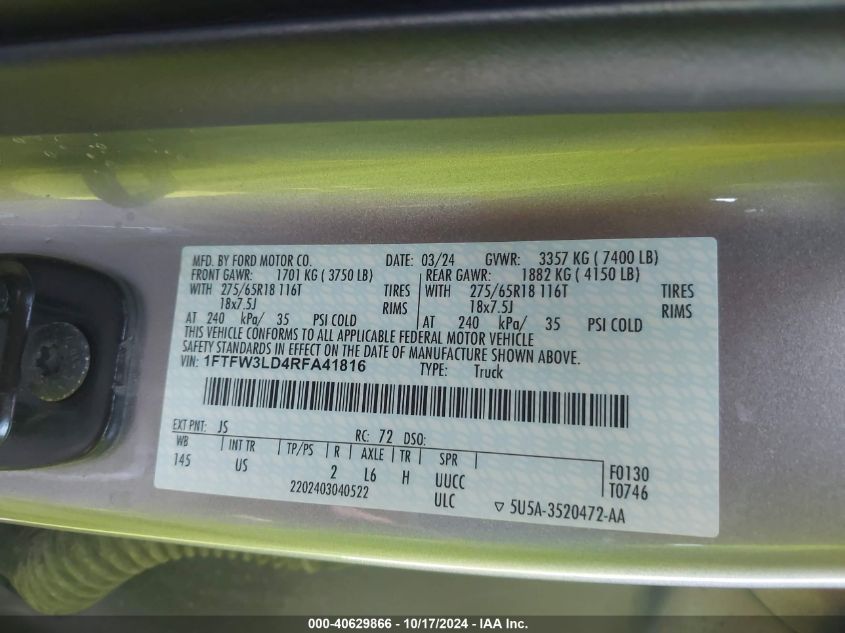 MFD. BY FORD MOTOR CO. DATE: 03/24 GVWR: 3357 KG ( 7400 LB)
FRONT GAWR: 1701 KG ( 3750 LB) REAR GAWR: 1882 KG ( 4150 LB)
WITH 275/65R18 116T TIRES WITH 275/65R18 116T TIRES
18x7.5J RIMS 18x7.5J RIMS
AT 240 kPa/ 35 PSI COLD AT 240 kPa/ 35 PSI COLD
THIS VEHICLE CONFORMS TO ALL APPLICABLE FEDERAL MOTOR VEHICLE
SAFETY STANDARDS IN EFFECT ON THE DATE OF MANUFACTURE SHOWN ABOVE.
VIN: 1FTFW3LD4RFA41816 TYPE: Truck
EXT PNT: JS RC: 72 DSO:
WB INT TR TP/PS R AXLE TR SPR
145 US 2 L6 H UUCC F0130
2202403040522 ULC T0746
▽ 5U5A-3520472-AA
000-40629866 - 10/17/2024 - IAA Inc.